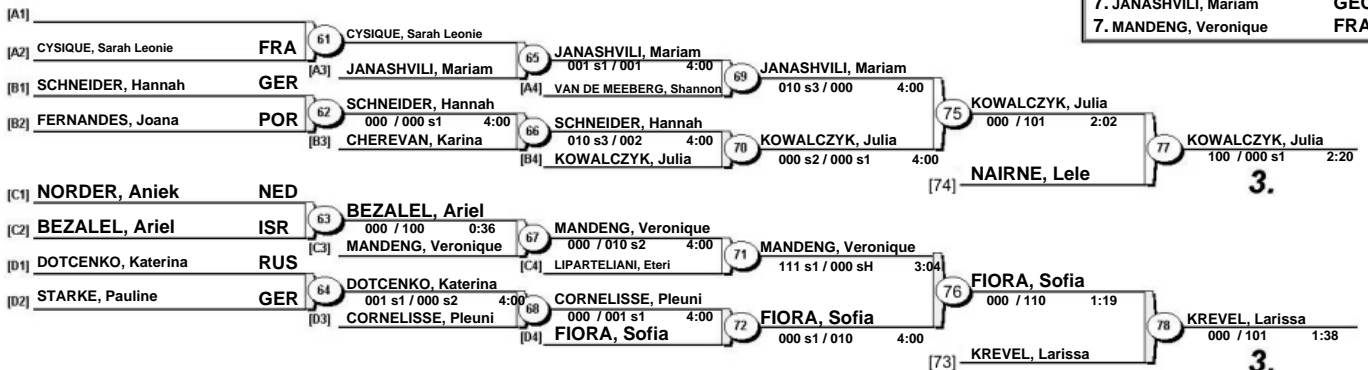 7. JANASHVILI, Mariam GEO
7. MANDENG, Veronique FRA
[A1]
[A2] CYSIQUE, Sarah Leonie FRA
61 CYSIQUE, Sarah Leonie
[A3] JANASHVILI, Mariam
65 JANASHVILI, Mariam
001 s1 / 001 4:00
[A4] VAN DE MEEBERG, Shannon
69 JANASHVILI, Mariam
010 s3 / 000 4:00
[B1] SCHNEIDER, Hannah GER
[B2] FERNANDES, Joana POR
62 SCHNEIDER, Hannah
000 / 000 s1 4:00
[B3] CHEREVAN, Karina
66 SCHNEIDER, Hannah
010 s3 / 002 4:00
[B4] KOWALCZYK, Julia
70 KOWALCZYK, Julia
000 s2 / 000 s1 4:00
75 KOWALCZYK, Julia
000 / 101 2:02
[74] NAIRNE, Lele
77 KOWALCZYK, Julia
100 / 000 s1 2:20
3.
[C1] NORDER, Aniek NED
[C2] BEZALEL, Ariel ISR
63 BEZALEL, Ariel
000 / 100 0:36
[C3] MANDENG, Veronique
67 MANDENG, Veronique
000 / 010 s2 4:00
[C4] LIPARTELIANI, Eteri
71 MANDENG, Veronique
111 s1 / 000 sH 3:04
[D1] DOTCENKO, Katerina RUS
[D2] STARKE, Pauline GER
64 DOTCENKO, Katerina
001 s1 / 000 s2 4:00
[D3] CORNELISSE, Pleuni
68 CORNELISSE, Pleuni
000 / 001 s1 4:00
[D4] FIORA, Sofia
72 FIORA, Sofia
000 s1 / 010 4:00
76 FIORA, Sofia
000 / 110 1:19
[73] KREVEL, Larissa
78 KREVEL, Larissa
000 / 101 1:38
3.